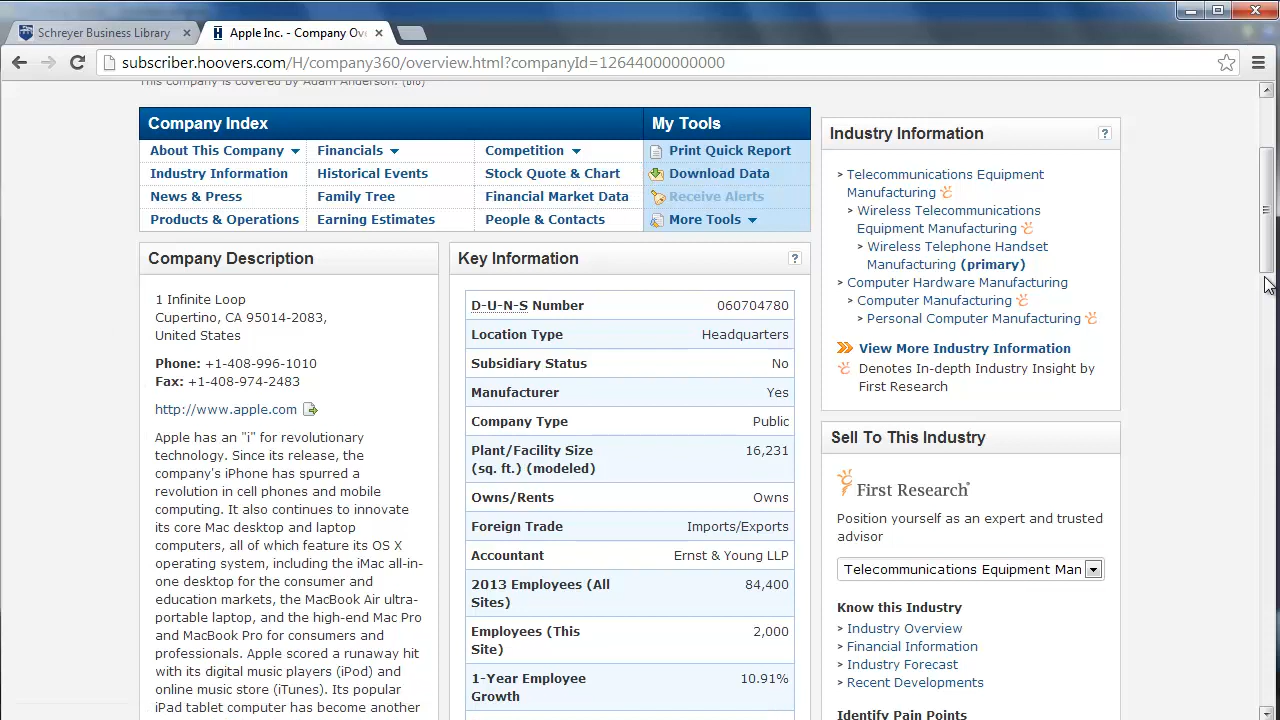 Schreyer Business Library
Apple Inc. - Company Ov
subscriber.hoovers.com/H/company360/overview.html?companyId=12644000000000
This company is covered by Adam Anderson. (Bio)
Company Index
My Tools
About This Company
Financials
Competition
Print Quick Report
Industry Information
Historical Events
Stock Quote & Chart
Download Data
News & Press
Family Tree
Financial Market Data
Receive Alerts
Products & Operations
Earning Estimates
People & Contacts
More Tools
Company Description
1 Infinite Loop
Cupertino, CA 95014-2083,
United States
Phone: +1-408-996-1010
Fax: +1-408-974-2483
http://www.apple.com
Apple has an "i" for revolutionary
technology. Since its release, the
company's iPhone has spurred a
revolution in cell phones and mobile
computing. It also continues to innovate
its core Mac desktop and laptop
computers, all of which feature its OS X
operating system, including the iMac all-in-
one desktop for the consumer and
education markets, the MacBook Air ultra-
portable laptop, and the high-end Mac Pro
and MacBook Pro for consumers and
professionals. Apple scored a runaway hit
with its digital music players (iPod) and
online music store (iTunes). Its popular
iPad tablet computer has become another
Key Information
?
D-U-N-S Number 060704780
Location Type Headquarters
Subsidiary Status No
Manufacturer Yes
Company Type Public
Plant/Facility Size 16,231
(sq. ft.) (modeled)
Owns/Rents Owns
Foreign Trade Imports/Exports
Accountant Ernst & Young LLP
2013 Employees (All 84,400
Sites)
Employees (This 2,000
Site)
1-Year Employee 10.91%
Growth
Industry Information
?
> Telecommunications Equipment
Manufacturing
> Wireless Telecommunications
Equipment Manufacturing
> Wireless Telephone Handset
Manufacturing (primary)
> Computer Hardware Manufacturing
> Computer Manufacturing
> Personal Computer Manufacturing
View More Industry Information
Denotes In-depth Industry Insight by
First Research
Sell To This Industry
First Research
Position yourself as an expert and trusted
advisor
Telecommunications Equipment Man
Know this Industry
> Industry Overview
> Financial Information
> Industry Forecast
> Recent Developments
Identify Pain Points